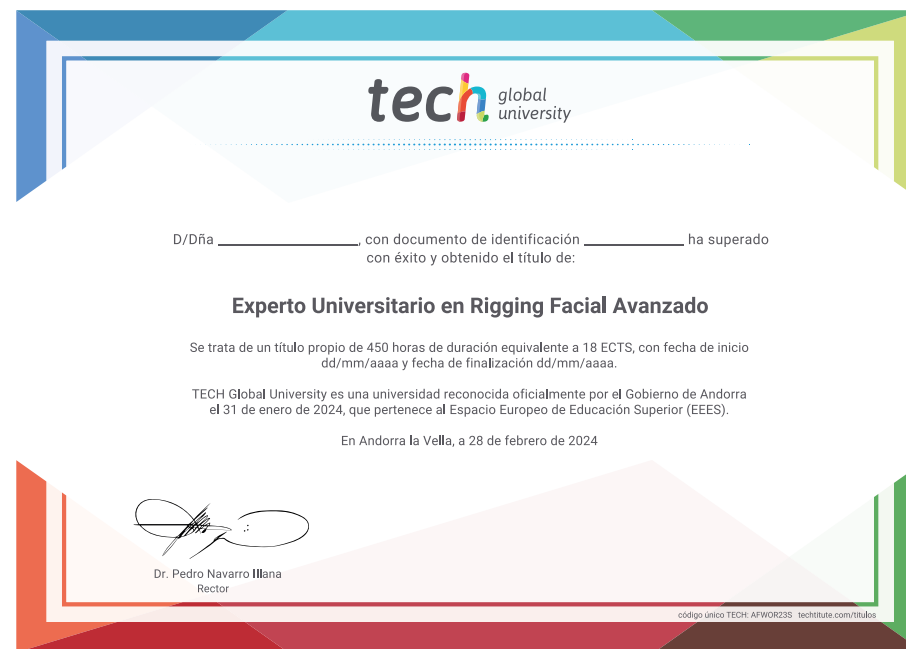 tech global university
D/Dña ______________, con documento de identificación __________ ha superado
con éxito y obtenido el título de:
Experto Universitario en Rigging Facial Avanzado
Se trata de un título propio de 450 horas de duración equivalente a 18 ECTS, con fecha de inicio
dd/mm/aaaa y fecha de finalización dd/mm/aaaa.
TECH Global University es una universidad reconocida oficialmente por el Gobierno de Andorra
el 31 de enero de 2024, que pertenece al Espacio Europeo de Educación Superior (EEES).
En Andorra la Vella, a 28 de febrero de 2024
Dr. Pedro Navarro Illana
Rector
código único TECH: AFWOR23S techtitute.com/titulos